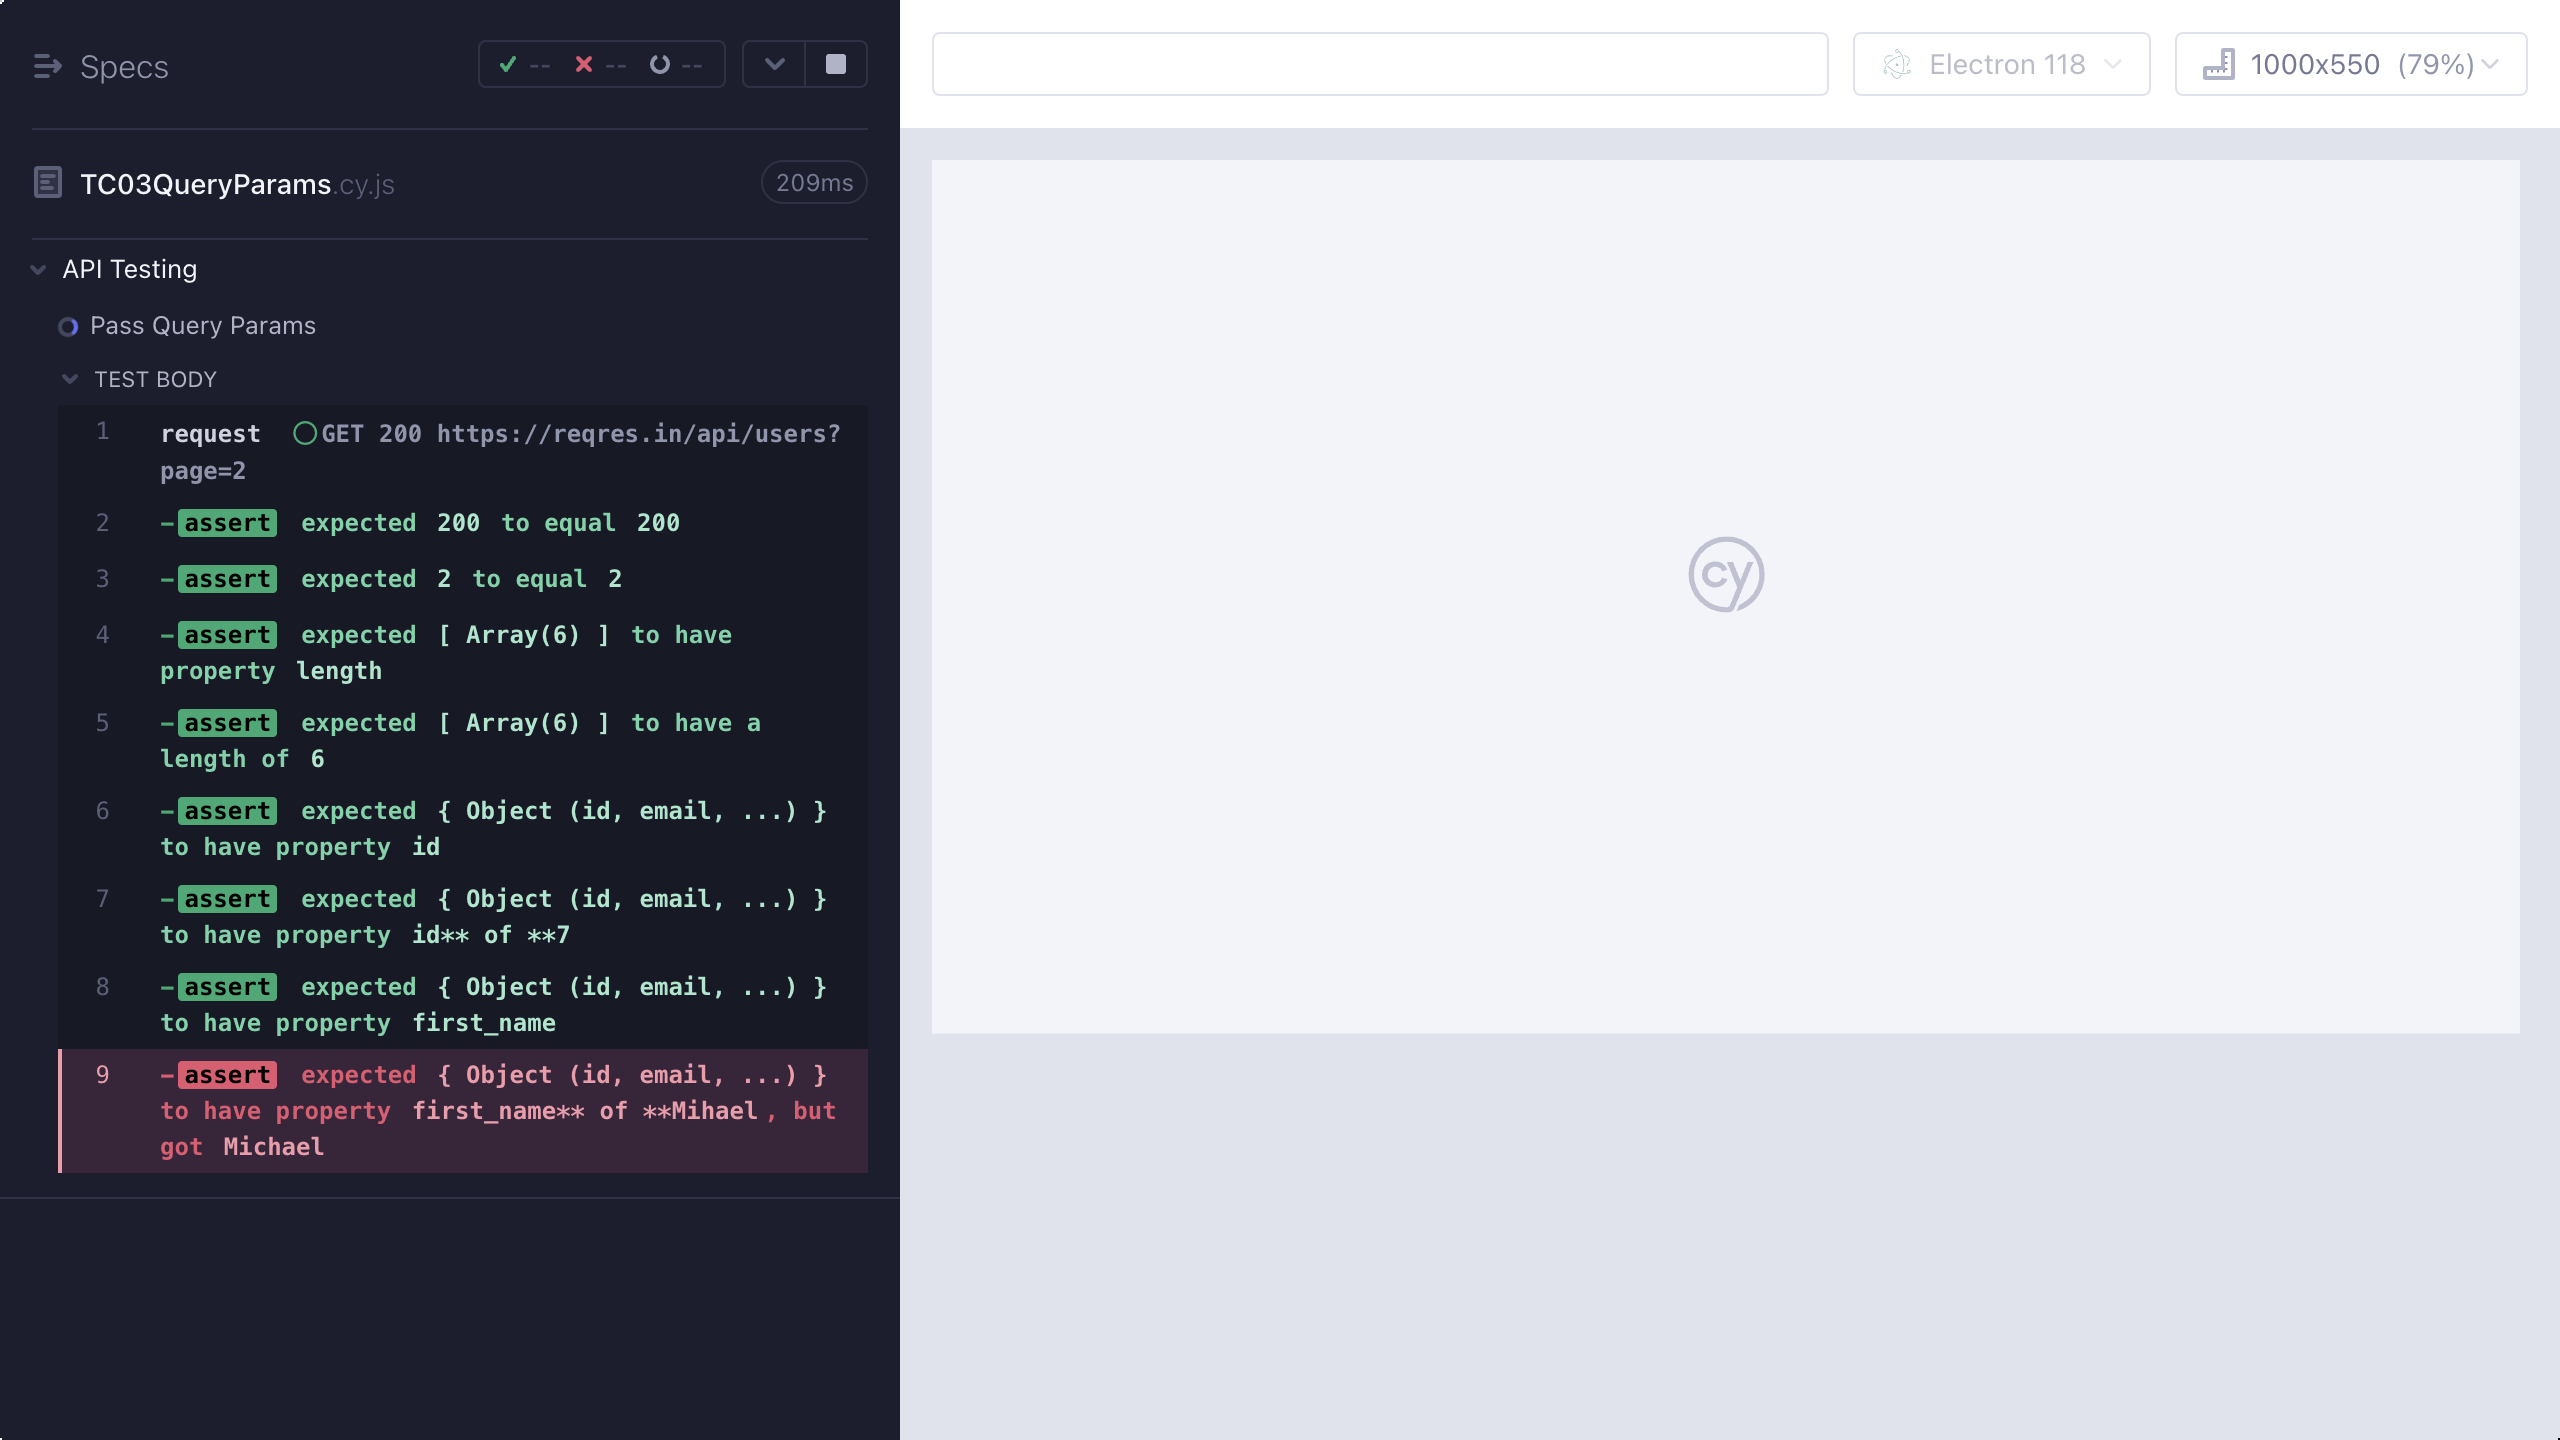 Specs
-- -- --
TC03QueryParams.cy.js
209ms
API Testing
Pass Query Params
TEST BODY
1 request GET 200 https://reqres.in/api/users?
page=2
2 -assert expected 200 to equal 200
3 -assert expected 2 to equal 2
4 -assert expected [ Array(6) ] to have
property length
5 -assert expected [ Array(6) ] to have a
length of 6
6 -assert expected { Object (id, email, ...) }
to have property id
7 -assert expected { Object (id, email, ...) }
to have property id** of **7
8 -assert expected { Object (id, email, ...) }
to have property first_name
9 -assert expected { Object (id, email, ...) }
to have property first_name** of **Mihael, but
got Michael
Electron 118
1000x550 (79%)
cy